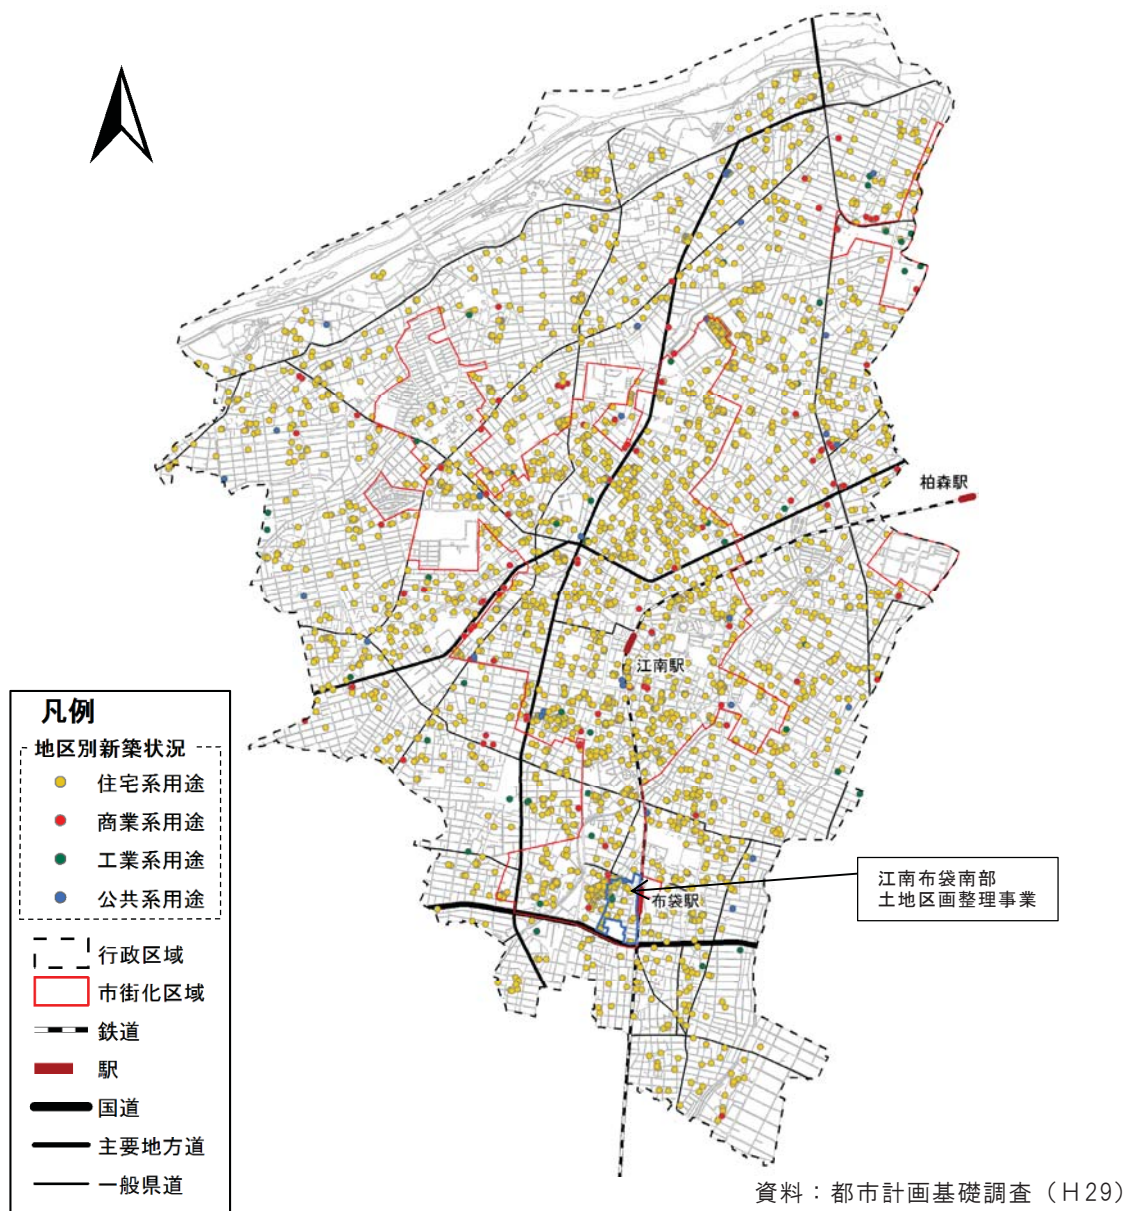 柏森駅
江南駅
凡例
地区別新築状況
住宅系用途
商業系用途
工業系用途
公共系用途
江南布袋南部
土地区画整理事業
布袋駅
行政区域
市街化区域
鉄道
駅
国道
主要地方道
一般県道
資料：都市計画基礎調査（H29）